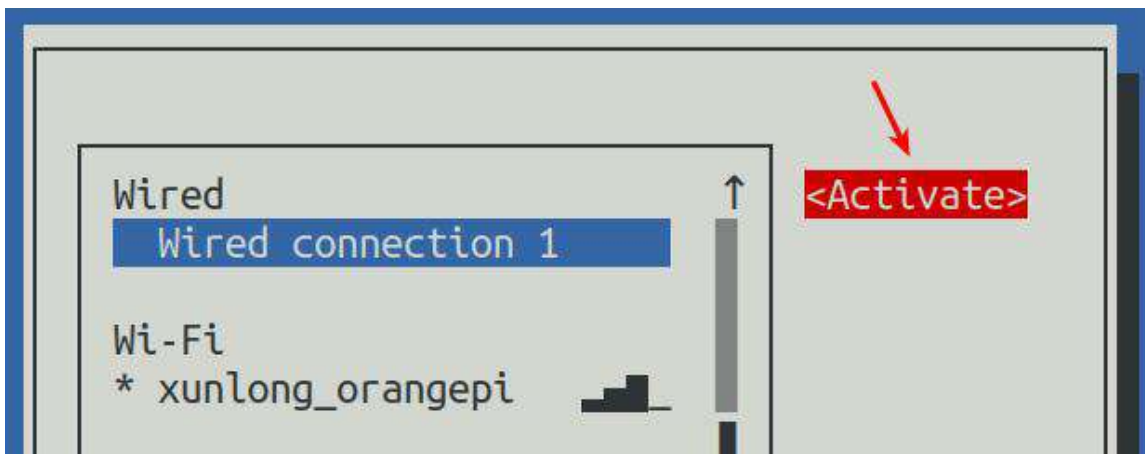 Wired
Wired connection 1
<Activate>
Wi-Fi
* xunlong_orangepi